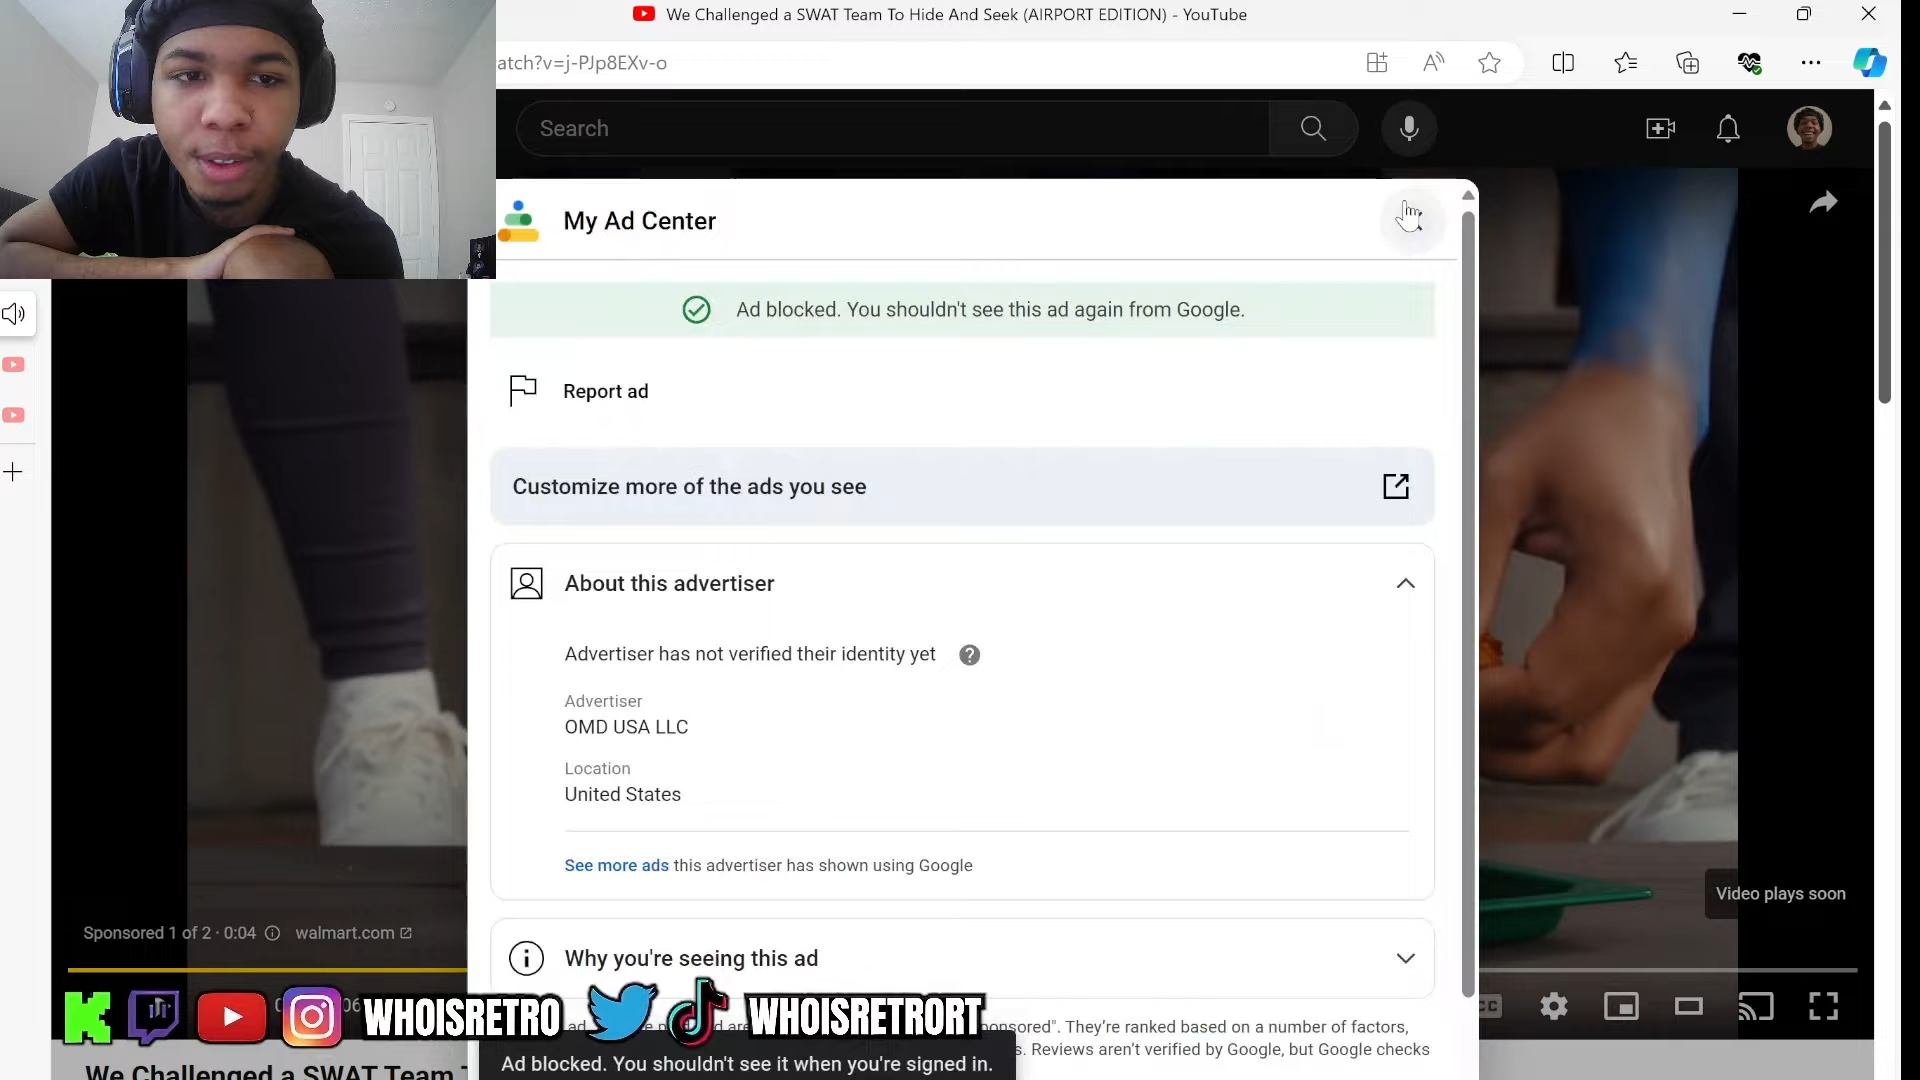 We Challenged a SWAT Team To Hide And Seek (AIRPORT EDITION) - YouTube
atch?v=j-PJp8EXv-o
Search
My Ad Center
Ad blocked. You shouldn't see this ad again from Google.
Report ad
Customize more of the ads you see
About this advertiser
Advertiser has not verified their identity yet
Advertiser
OMD USA LLC
Location
United States
See more ads this advertiser has shown using Google
Video plays soon
Sponsored 1 of 2 · 0:04 walmart.com
Why you're seeing this ad
WHOISRETRO
WHOISRETRORT
onsored". They're ranked based on a number of factors,
s. Reviews aren't verified by Google, but Google checks
Ad blocked. You shouldn't see it when you're signed in.
We Challenged a SWAT Team